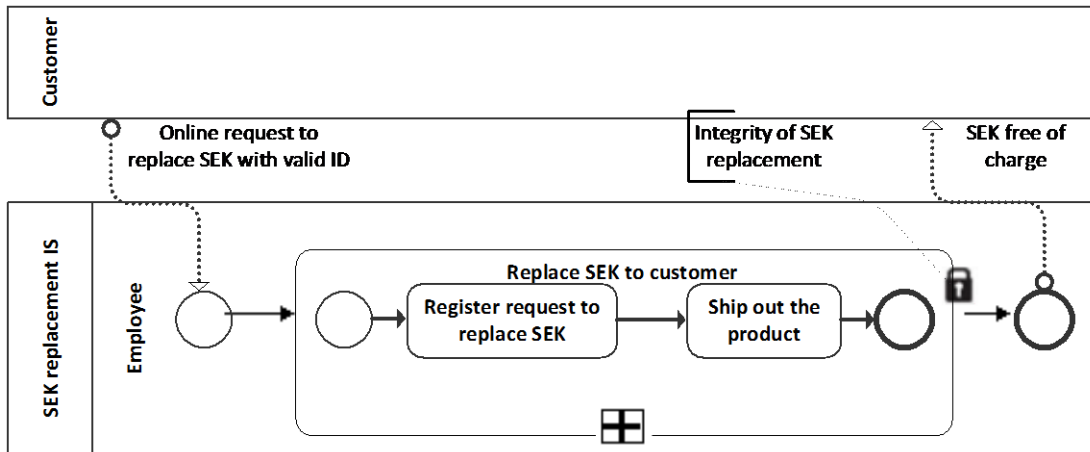 Customer
Online request to
replace SEK with valid ID
Integrity of SEK
replacement
SEK free of
charge
SEK replacement IS
Employee
Replace SEK to customer
Register request to
replace SEK
Ship out the
product